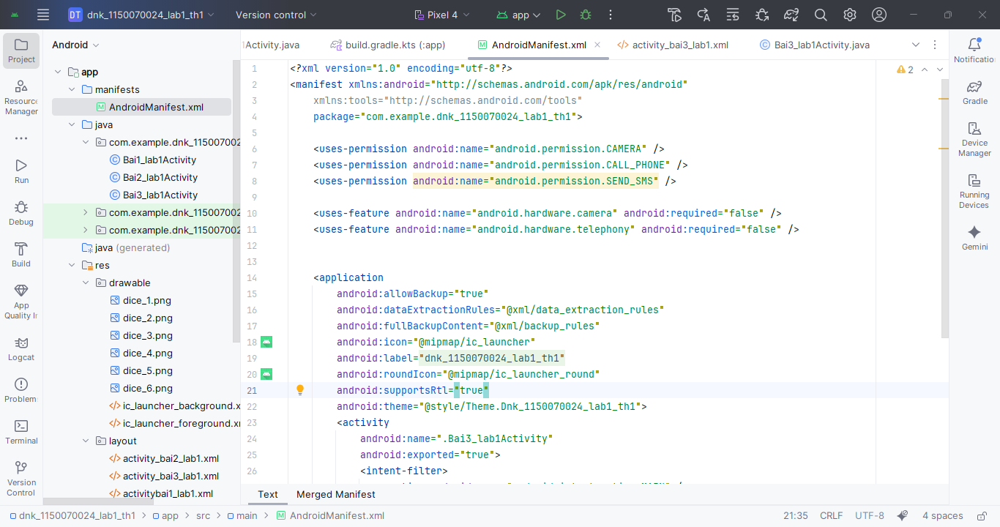 DT dnk_1150070024_lab1_th1 Version control Pixel 4 app
Project
Resource
Manager
Run
Debug
Build
App
Quality In
Logcat
Problem
Terminal
Version
Control
Android
app
manifests
AndroidManifest.xml
java
com.example.dnk_1150070002
Bai1_lab1Activity
Bai2_lab1Activity
Bai3_lab1Activity
com.example.dnk_1150070002
com.example.dnk_1150070002
java (generated)
res
drawable
dice_1.png
dice_2.png
dice_3.png
dice_4.png
dice_5.png
dice_6.png
ic_launcher_background.x
ic_launcher_foreground.xm
layout
activity_bai2_lab1.xml
activity_bai3_lab1.xml
activitybai1_lab1.xml
1Activity.java build.gradle.kts (:app) AndroidManifest.xml activity_bai3_lab1.xml Bai3_lab1Activity.java
2
1 <?xml version="1.0" encoding="utf-8"?>
2 <manifest xmlns:android="http://schemas.android.com/apk/res/android"
3 xmlns:tools="http://schemas.android.com/tools"
4 package="com.example.dnk_1150070024_lab1_th1">
5
6 <uses-permission android:name="android.permission.CAMERA" />
7 <uses-permission android:name="android.permission.CALL_PHONE" />
8 <uses-permission android:name="android.permission.SEND_SMS" />
9
10 <uses-feature android:name="android.hardware.camera" android:required="false" />
11 <uses-feature android:name="android.hardware.telephony" android:required="false" />
12
13
14 <application
15 android:allowBackup="true"
16 android:dataExtractionRules="@xml/data_extraction_rules"
17 android:fullBackupContent="@xml/backup_rules"
18 android:icon="@mipmap/ic_launcher"
19 android:label="dnk_1150070024_lab1_th1"
20 android:roundIcon="@mipmap/ic_launcher_round"
21 android:supportsRtl="true"
22 android:theme="@style/Theme.Dnk_1150070024_lab1_th1">
23 <activity
24 android:name=".Bai3_lab1Activity"
25 android:exported="true">
26 <intent-filter>
Text Merged Manifest
Notificatio
Gradle
Device
Manager
Running
Devices
Gemini
dnk_1150070024_lab1_th1 > app > src > main > AndroidManifest.xml 21:35 CRLF UTF-8 4 spaces